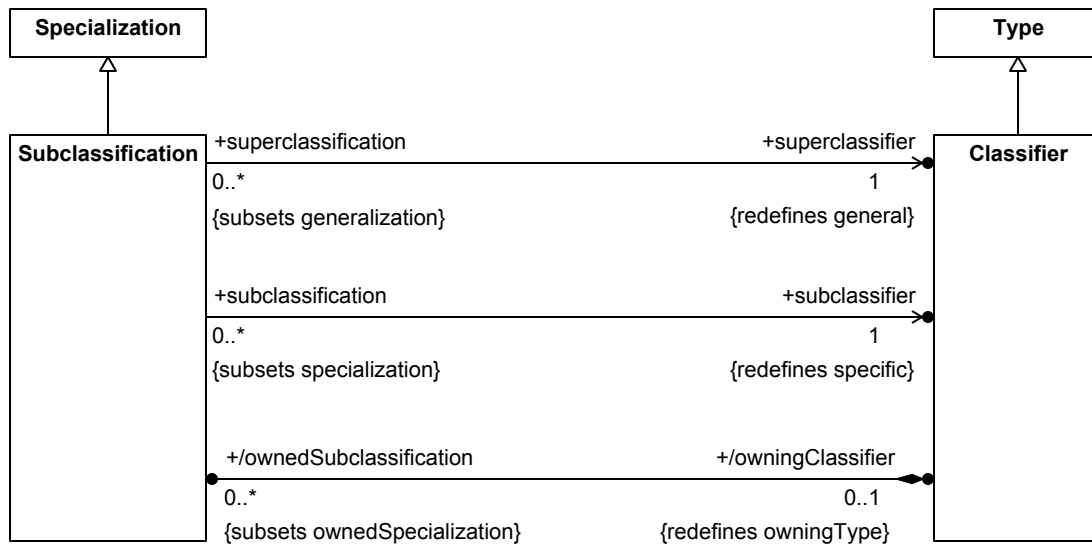 Specialization
Type
Subclassification
Classifier
+superclassification
+superclassifier
0..*
1
{subsets generalization}
{redefines general}
+subclassification
+subclassifier
0..*
1
{subsets specialization}
{redefines specific}
+/ownedSubclassification
+/owningClassifier
0..*
0..1
{subsets ownedSpecialization}
{redefines owningType}